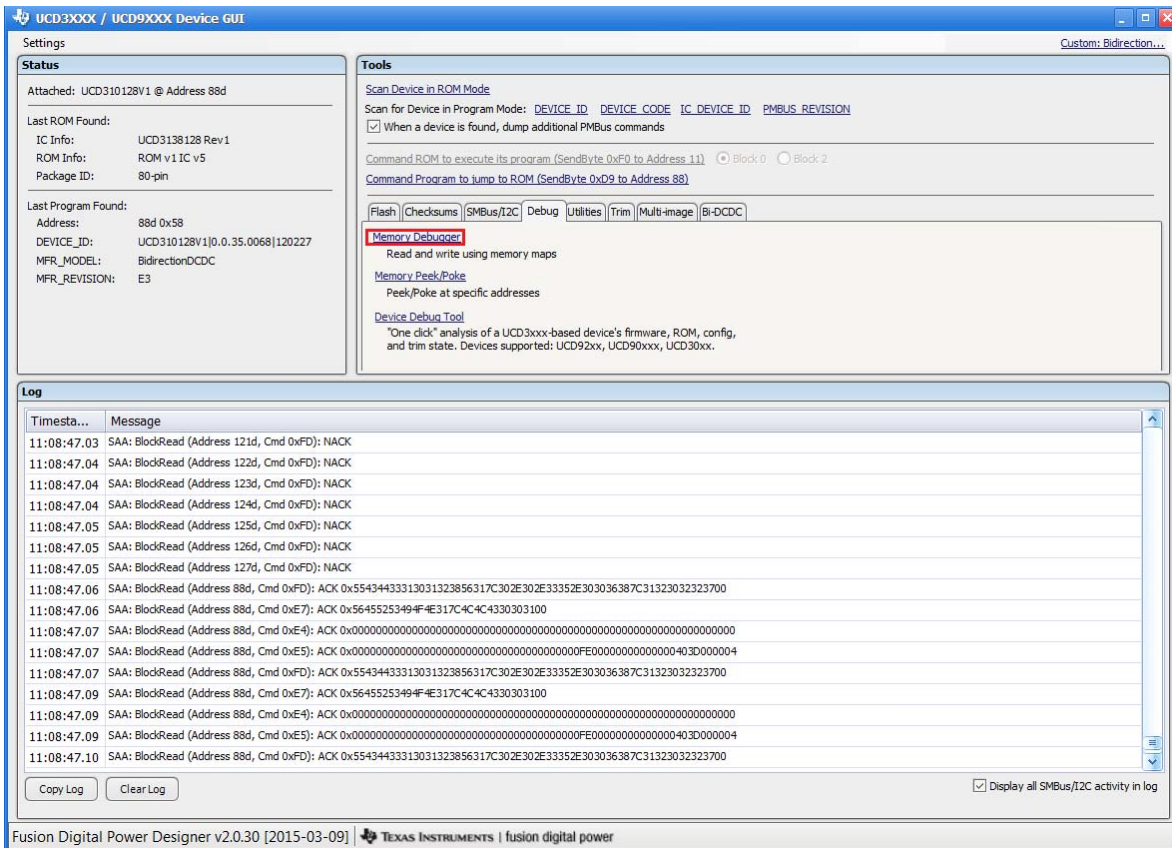 UCD3XXX / UCD9XXX Device GUI
Settings
Custom: Bidirection...
Status
Attached: UCD310128V1 @ Address 88d
Last ROM Found:
IC Info: UCD3138128 Rev1
ROM Info: ROM v1 IC v5
Package ID: 80-pin
Last Program Found:
Address: 88d 0x58
DEVICE_ID: UCD310128V1|0.0.35.0068|120227
MFR_MODEL: BidirectionDCDC
MFR_REVISION: E3
Tools
Scan Device in ROM Mode
Scan for Device in Program Mode: DEVICE_ID DEVICE_CODE IC_DEVICE_ID PMBUS_REVISION
When a device is found, dump additional PMBus commands
Command ROM to execute its program (SendByte 0xF0 to Address 11) Block 0 Block 2
Command Program to jump to ROM (SendByte 0xD9 to Address 88)
Flash Checksums SMBus/I2C Debug Utilities Trim Multi-image Bi-DCDC
Memory Debugger
Read and write using memory maps
Memory Peek/Poke
Peek/Poke at specific addresses
Device Debug Tool
"One click" analysis of a UCD3xxx-based device's firmware, ROM, config,
and trim state. Devices supported: UCD92xx, UCD90xxx, UCD30xx.
Log
Timesta... Message
11:08:47.03 SAA: BlockRead (Address 121d, Cmd 0xFD): NACK
11:08:47.04 SAA: BlockRead (Address 122d, Cmd 0xFD): NACK
11:08:47.04 SAA: BlockRead (Address 123d, Cmd 0xFD): NACK
11:08:47.04 SAA: BlockRead (Address 124d, Cmd 0xFD): NACK
11:08:47.05 SAA: BlockRead (Address 125d, Cmd 0xFD): NACK
11:08:47.05 SAA: BlockRead (Address 126d, Cmd 0xFD): NACK
11:08:47.05 SAA: BlockRead (Address 127d, Cmd 0xFD): NACK
11:08:47.06 SAA: BlockRead (Address 88d, Cmd 0xFD): ACK
11:08:47.06 SAA: BlockRead (Address 88d, Cmd 0xE7): ACK 0x56455253494F4E317C4C4C4330303100
11:08:47.07 SAA: BlockRead (Address 88d, Cmd 0xE4): ACK
11:08:47.07 SAA: BlockRead (Address 88d, Cmd 0xE5): ACK
11:08:47.07 SAA: BlockRead (Address 88d, Cmd 0xFD): ACK
11:08:47.09 SAA: BlockRead (Address 88d, Cmd 0xE7): ACK 0x56455253494F4E317C4C4C4330303100
11:08:47.09 SAA: BlockRead (Address 88d, Cmd 0xE4): ACK
11:08:47.09 SAA: BlockRead (Address 88d, Cmd 0xE5): ACK
11:08:47.10 SAA: BlockRead (Address 88d, Cmd 0xFD): ACK
Copy Log Clear Log Display all SMBus/I2C activity in log
Fusion Digital Power Designer v2.0.30 [2015-03-09] TEXAS INSTRUMENTS | fusion digital power